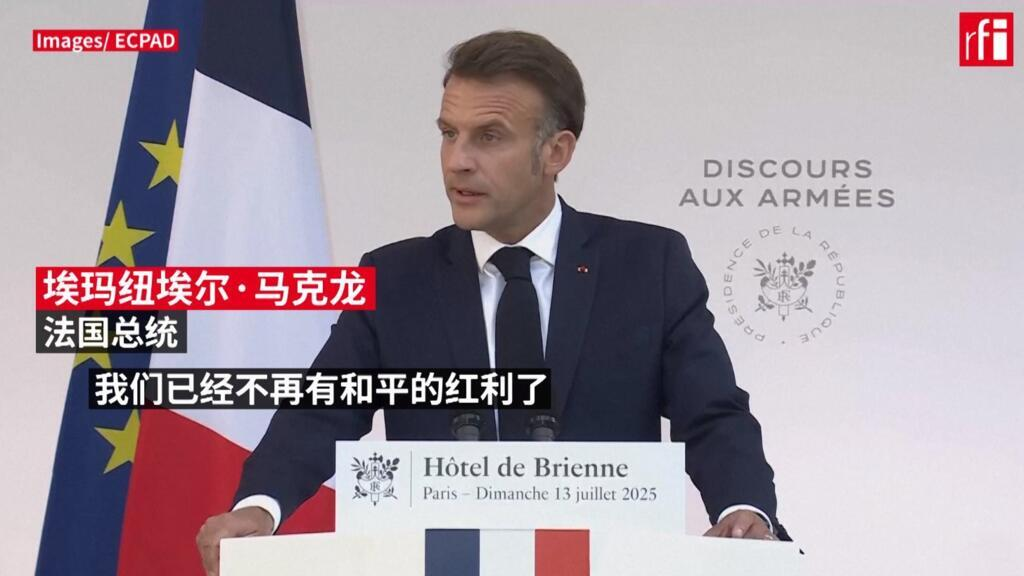 Images/ ECPAD
rfi
DISCOURS
AUX ARMÉES
PRÉSIDENCE DE LA RÉPUBLIQUE
埃玛纽埃尔·马克龙
法国总统
我们已经不再有和平的红利了
Hôtel de Brienne
Paris – Dimanche 13 juillet 2025